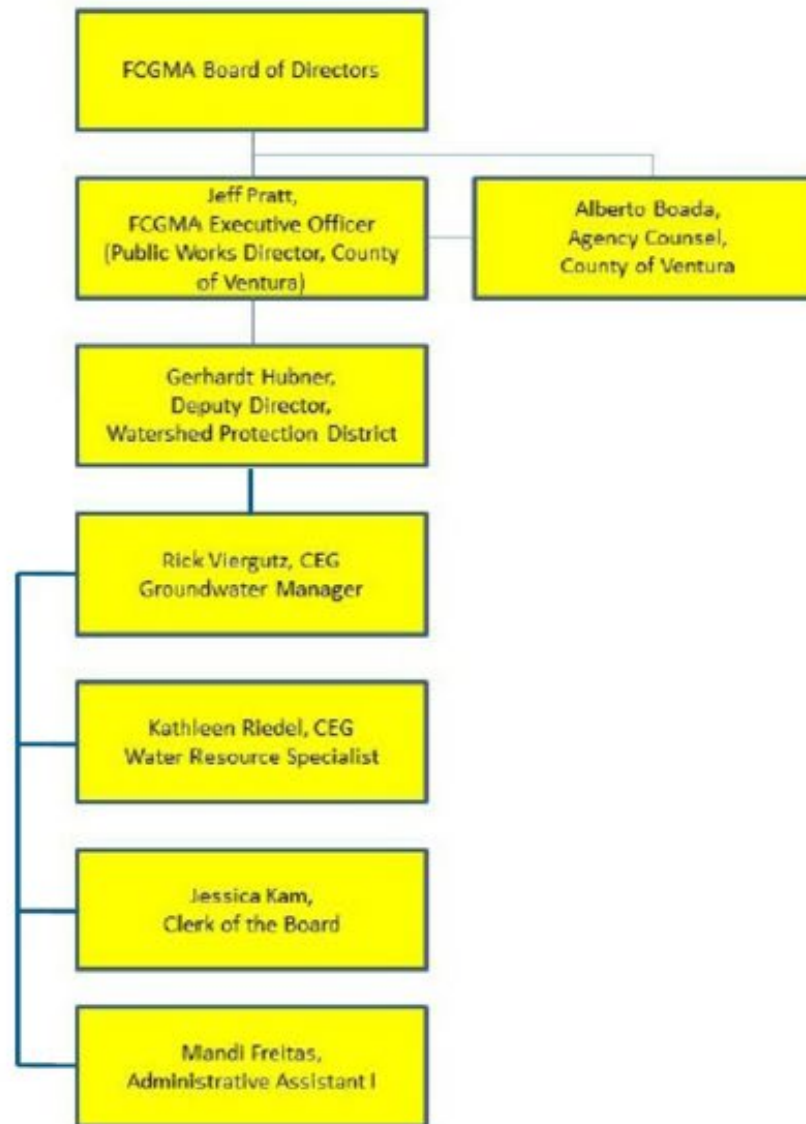 FCGMA Board of Directors
Jeff Pratt,
FCGMA Executive Officer
(Public Works Director, County
of Ventura)
Alberto Boada,
Agency Counsel,
County of Ventura
Gerhardt Hubner,
Deputy Director,
Watershed Protection District
Rick Viergutz, CEG
Groundwater Manager
Kathleen Riedel, CEG
Water Resource Specialist
Jessica Kam,
Clerk of the Board
Mandi Freitas,
Administrative Assistant I